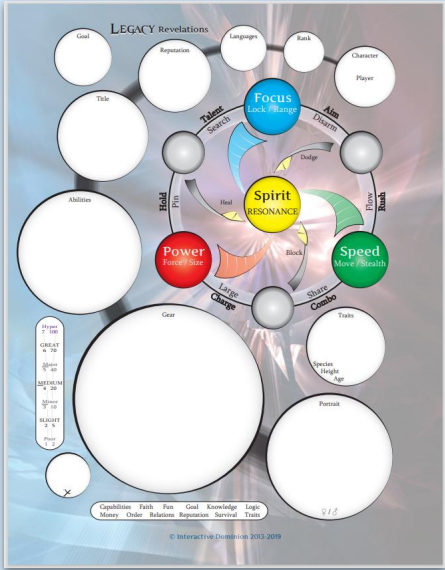 LEGACY Revelations
Goal
Reputation
Languages
Rank
Character
Player
Title
Focus
Lock / Range
Talent
Search
Aim
Disarm
Dodge
Abilities
Hold
Pin
Heal
Spirit
RESONANCE
Flow
Rush
Power
Force / Size
Block
Speed
Move / Stealth
Large
Charge
Share
Combo
Gear
Traits
Species
Height
Age
Hyper
7 100
GREAT
6 70
Major
5 40
MEDIUM
4 20
Minor
3 10
SLIGHT
2 5
Poor
1 2
Portrait
♀⚥♂
Capabilities Faith Fun Goal Knowledge Logic
Money Order Relations Reputation Survival Traits
© Interactive Dominion 2013-2019